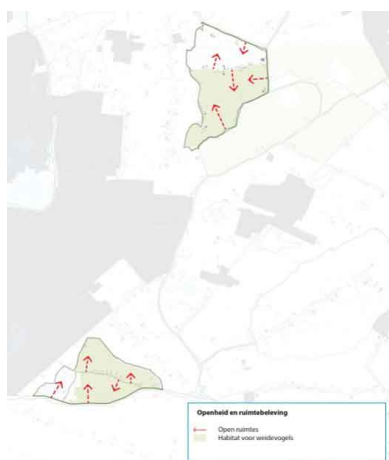 Openheid en ruimtebeleving
Open ruimtes
Habitat voor weidevogels